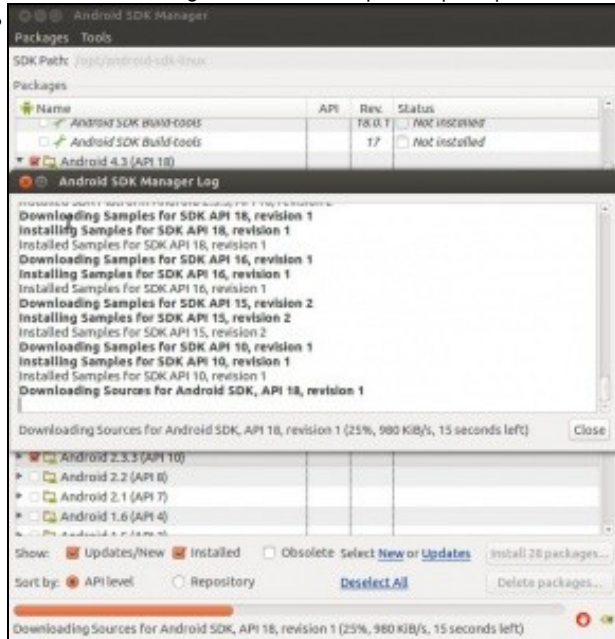 Android SDK Manager
Packages Tools
SDK Path: /opt/android-sdk-linux
Packages
Name API Rev. Status
Android SDK Build-tools 18.0.1 Not installed
Android SDK Build-tools 17 Not installed
Android 4.3 (API 18)
Android SDK Manager Log
Downloading Samples for SDK API 18, revision 1
Installing Samples for SDK API 18, revision 1
Installed Samples for SDK API 18, revision 1
Downloading Samples for SDK API 16, revision 1
Installing Samples for SDK API 16, revision 1
Installed Samples for SDK API 16, revision 1
Downloading Samples for SDK API 15, revision 2
Installing Samples for SDK API 15, revision 2
Installed Samples for SDK API 15, revision 2
Downloading Samples for SDK API 10, revision 1
Installing Samples for SDK API 10, revision 1
Installed Samples for SDK API 10, revision 1
Downloading Sources for Android SDK, API 18, revision 1
Downloading Sources for Android SDK, API 18, revision 1 (25%, 980 KiB/s, 15 seconds left) Close
Android 2.3.3 (API 10)
Android 2.2 (API 8)
Android 2.1 (API 7)
Android 1.6 (API 4)
Show: Updates/New Installed Obsolete Select New or Updates Install 28 packages...
Sort by: API level Repository Deselect All Delete packages...
Downloading Sources for Android SDK, API 18, revision 1 (25%, 980 KiB/s, 15 seconds left)